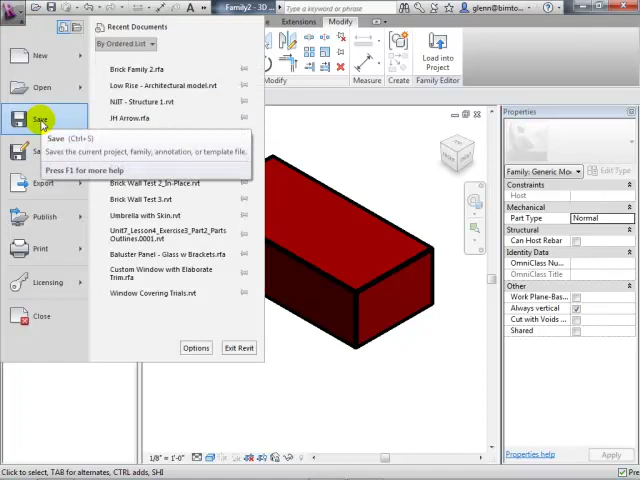 Family2 - 3D ...
Type a keyword or phrase
glenn@bimto...
Extensions
Modify
Modify
Measure
Create
Load into
Project
Family Editor
New
Open
Save
Sa
Export
Publish
Print
Licensing
Close
Recent Documents
By Ordered List
Brick Family 2.rfa
Low Rise - Architectural model.rvt
NJIT - Structure 1.rvt
JH Arrow.rfa
Save (Ctrl+S)
Saves the current project, family, annotation, or template file.
Press F1 for more help
Brick Wall Test 2_In-Place.rvt
Brick Wall Test 3.rvt
Umbrella with Skin.rvt
Unit7_Lesson4_Exercise3_Part2_Parts
Outlines.0001.rvt
Baluster Panel - Glass w Brackets.rfa
Custom Window with Elaborate
Trim.rfa
Window Covering Trials.rvt
Options
Exit Revit
Properties
Family: Generic Mo
Edit Type
Constraints
Host
Mechanical
Part Type
Normal
Structural
Can Host Rebar
Identity Data
OmniClass Nu...
OmniClass Title
Other
Work Plane-Bas...
Always vertical
Cut with Voids ...
Shared
Properties help
Apply
1/8" = 1'-0"
Click to select, TAB for alternates, CTRL adds, SHI
Pre